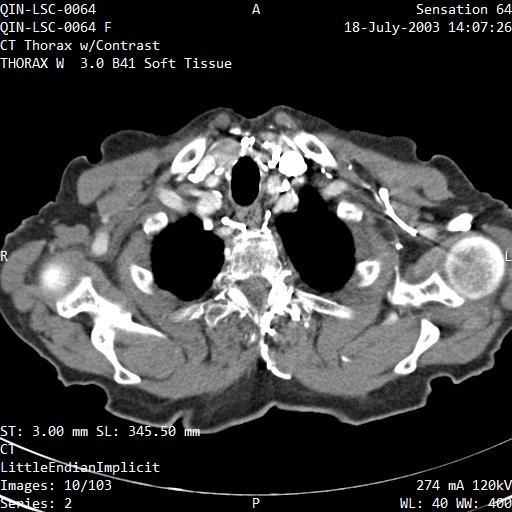 QIN-LSC-0064
A
Sensation 64
QIN-LSC-0064 F
18-July-2003 14:07:26
CT Thorax w/Contrast
THORAX W  3.0 B41 Soft Tissue
R
L
ST: 3.00 mm SL: 345.50 mm
CT
LittleEndianImplicit
Images: 10/103
274 mA 120kV
Series: 2
P
WL: 40 WW: 400